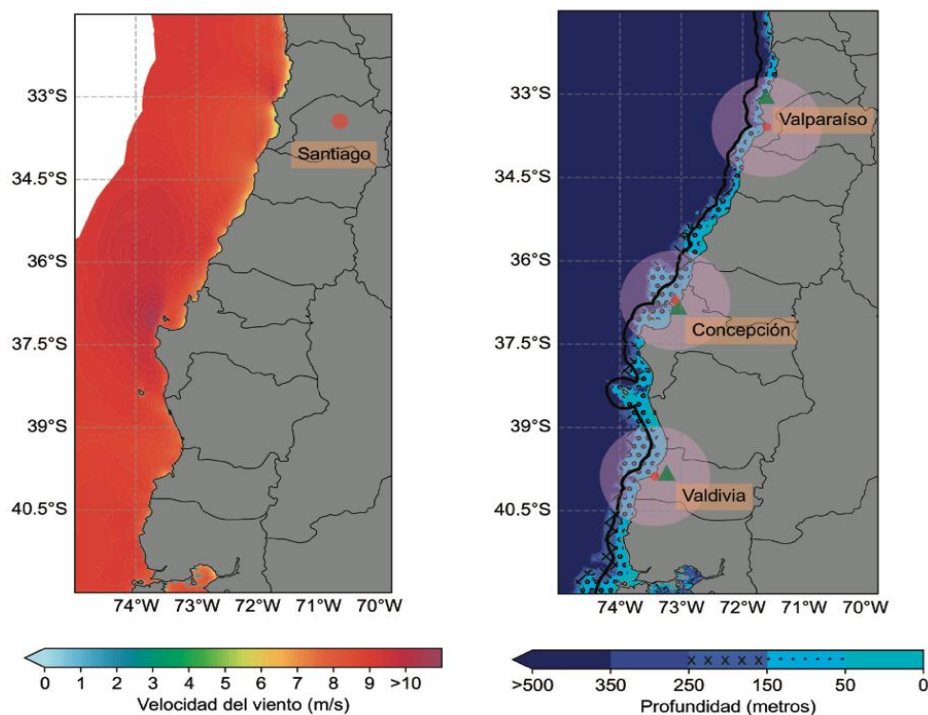 33°S
34.5°S
36°S
37.5°S
39°S
40.5°S
74°W 73°W 72°W 71°W 70°W
Santiago
0 1 2 3 4 5 6 7 8 9 >10
Velocidad del viento (m/s)
33°S
34.5°S
36°S
37.5°S
39°S
40.5°S
74°W 73°W 72°W 71°W 70°W
Valparaíso
Concepción
Valdivia
>500 350 250 150 50 0
Profundidad (metros)